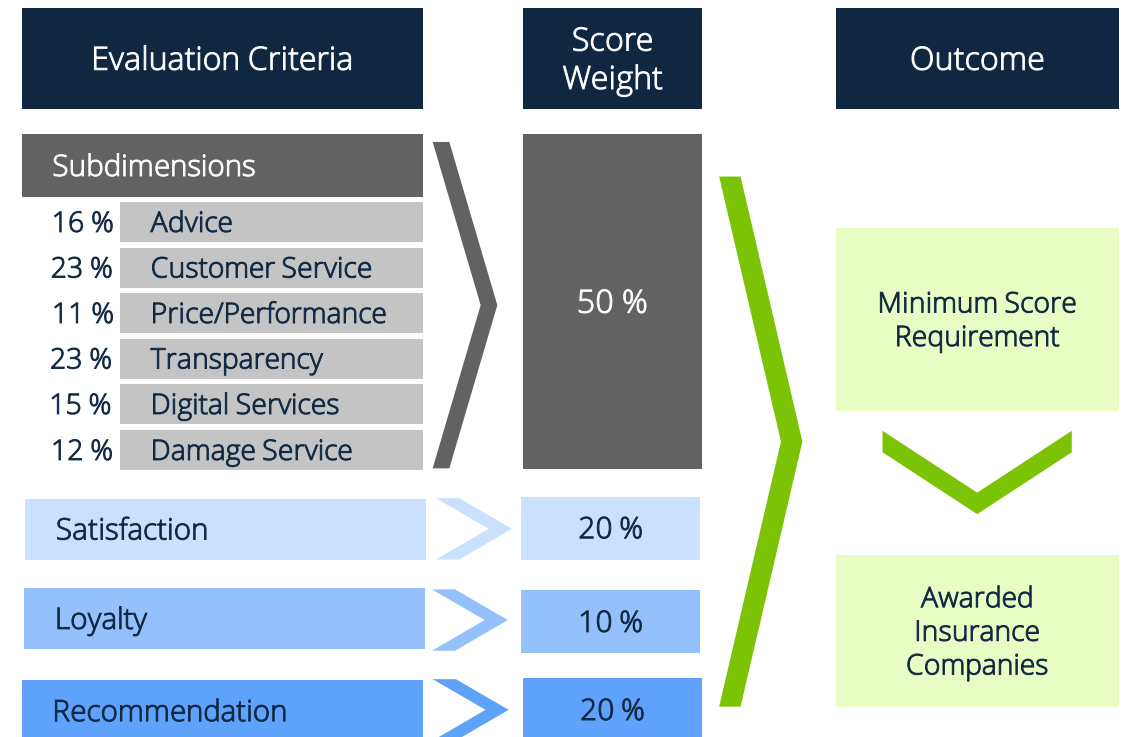 Evaluation Criteria
Score
Weight
Outcome
Subdimensions
16 % Advice
23 % Customer Service
11 % Price/Performance
23 % Transparency
15 % Digital Services
12 % Damage Service
50 %
Satisfaction
20 %
Loyalty
10 %
Recommendation
20 %
Minimum Score
Requirement
Awarded
Insurance
Companies